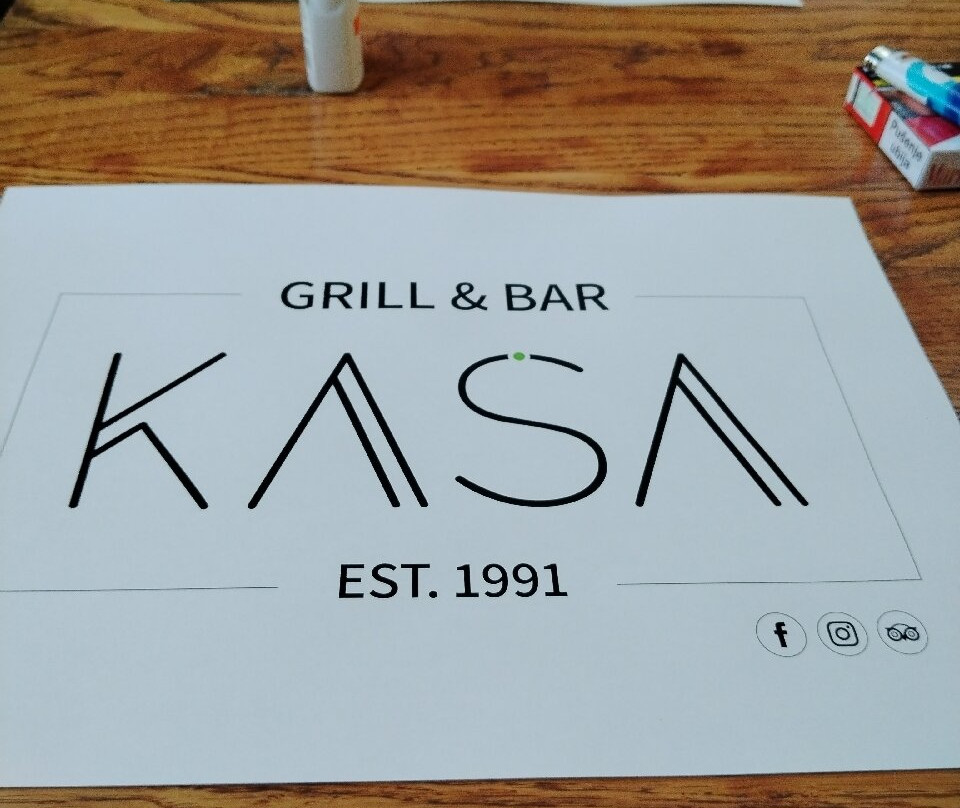 Pušenje
ubija
GRILL & BAR
KASA
EST. 1991
f